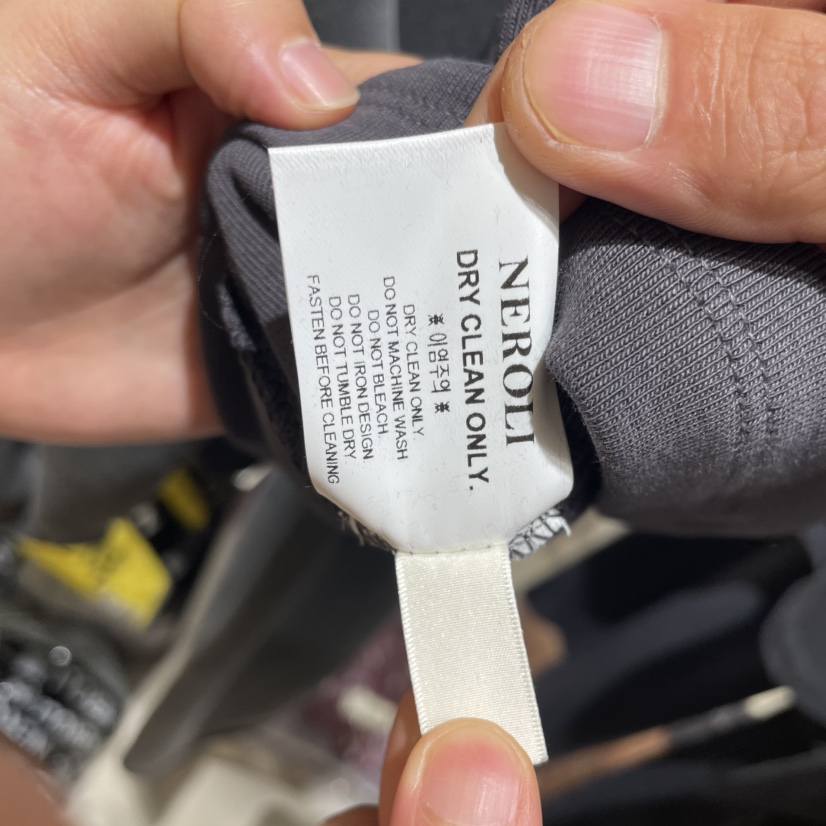 NEROLI
DRY CLEAN ONLY.
※ 이염주의 ※
DRY CLEAN ONLY.
DO NOT MACHINE WASH
DO NOT BLEACH.
DO NOT IRON DESIGN.
DO NOT TUMBLE DRY.
FASTEN BEFORE CLEANING